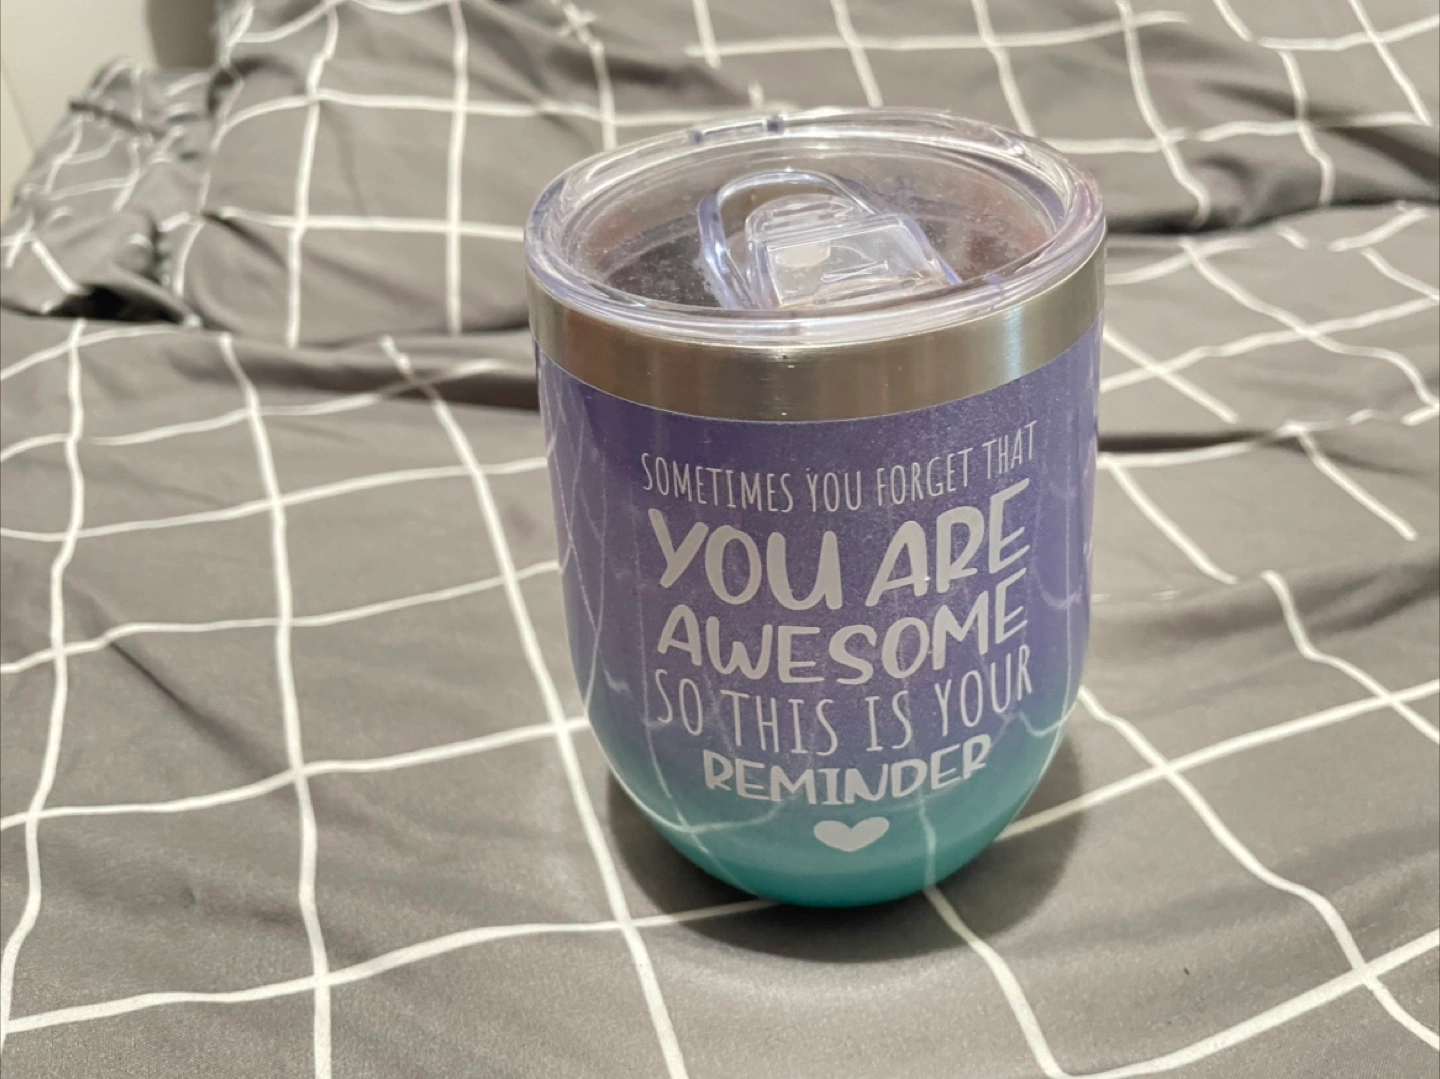 SOMETIMES YOU FORGET THAT
YOU ARE
AWESOME
SO THIS IS YOUR
REMINDER